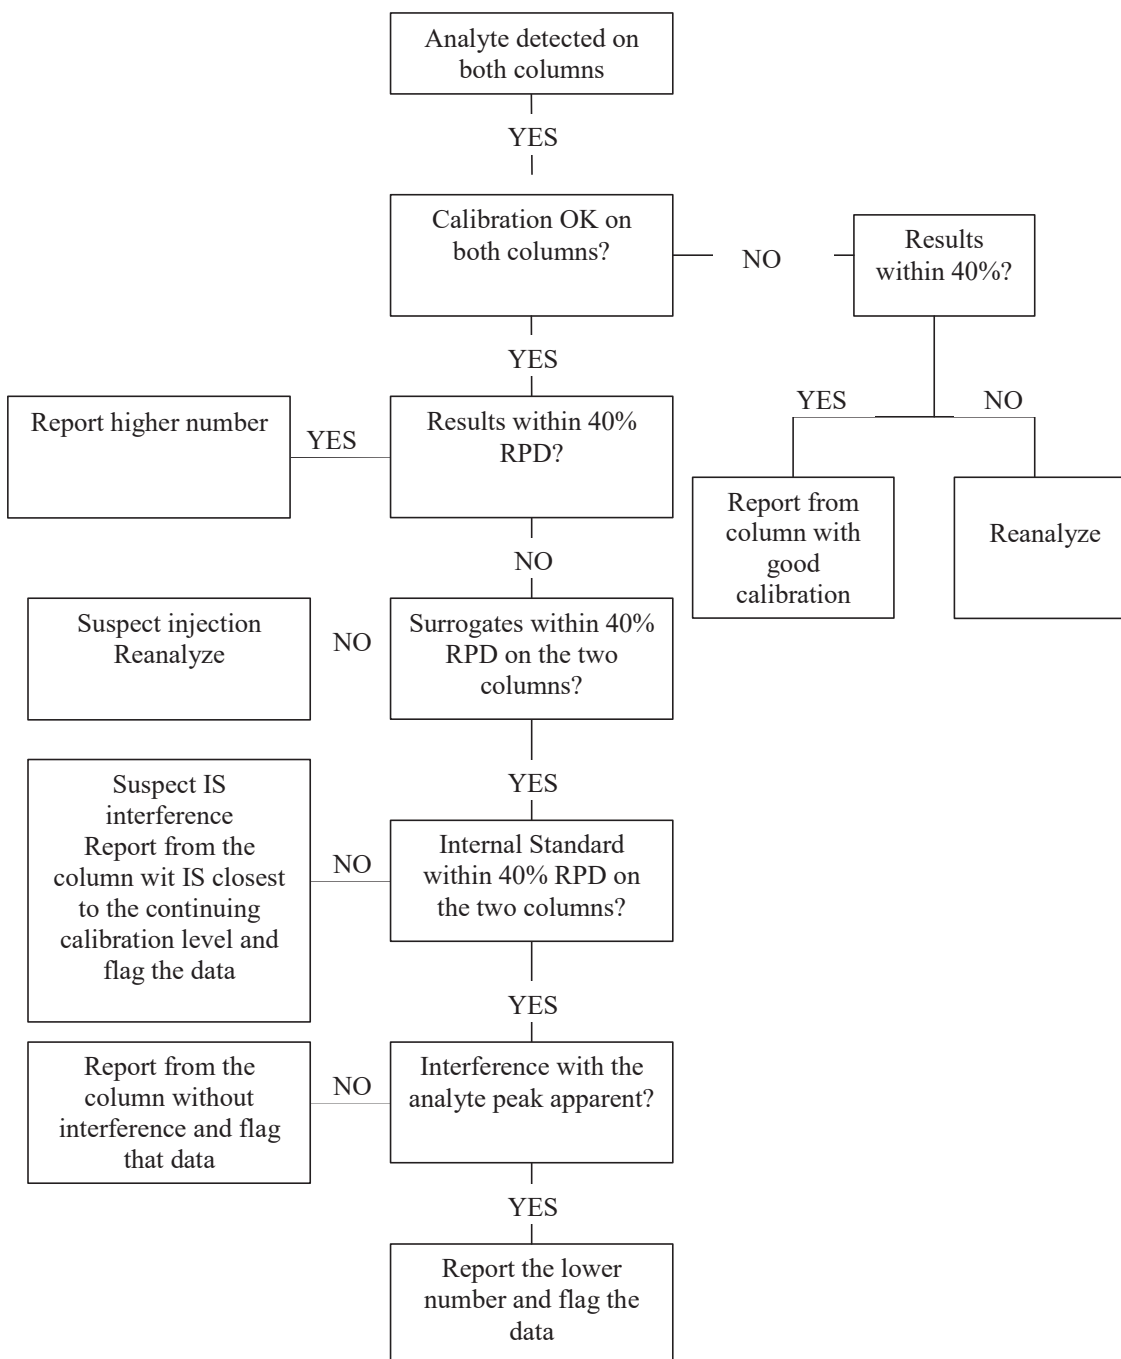 Analyte detected on
both columns
YES
Calibration OK on
both columns?
NO
Results
within 40%?
YES
YES
NO
Report higher number
YES
Results within 40%
RPD?
Report from
column with
good
calibration
Reanalyze
NO
Suspect injection
Reanalyze
NO
Surrogates within 40%
RPD on the two
columns?
YES
Suspect IS
interference
Report from the
column wit IS closest
to the continuing
calibration level and
flag the data
NO
Internal Standard
within 40% RPD on
the two columns?
YES
Report from the
column without
interference and flag
that data
NO
Interference with the
analyte peak apparent?
YES
Report the lower
number and flag the
data